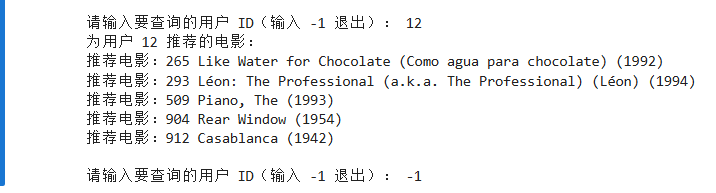 请输入要查询的用户 ID（输入 -1 退出）： 12
为用户 12 推荐的电影：
推荐电影：265 Like Water for Chocolate (Como agua para chocolate) (1992)
推荐电影：293 Léon: The Professional (a.k.a. The Professional) (Léon) (1994)
推荐电影：509 Piano, The (1993)
推荐电影：904 Rear Window (1954)
推荐电影：912 Casablanca (1942)
请输入要查询的用户 ID（输入 -1 退出）： -1